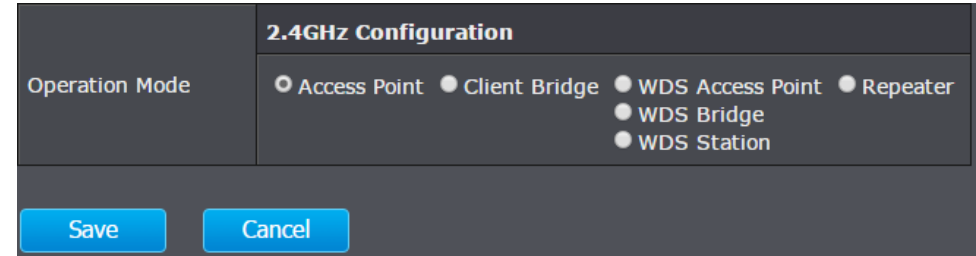 2.4GHz Configuration
Operation Mode
Access Point Client Bridge WDS Access Point Repeater
WDS Bridge
WDS Station
Save Cancel